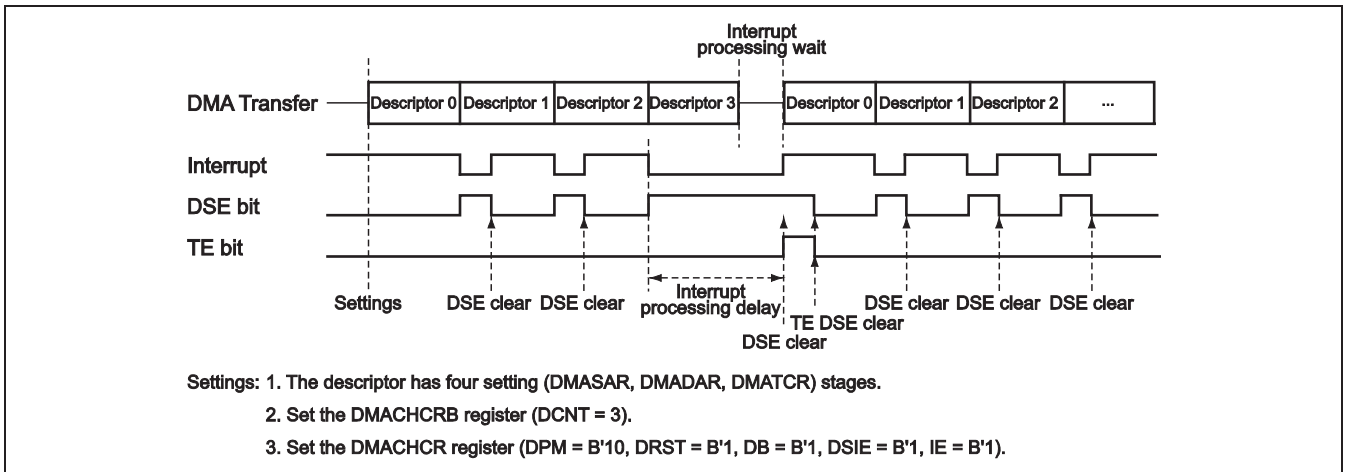 Interrupt
processing wait
DMA Transfer Descriptor 0 Descriptor 1 Descriptor 2 Descriptor 3 Descriptor 0 Descriptor 1 Descriptor 2 ...
Interrupt
DSE bit
TE bit
Settings DSE clear DSE clear Interrupt DSE clear DSE clear DSE clear
processing delay
TE DSE clear
DSE clear
Settings: 1. The descriptor has four setting (DMASAR, DMADAR, DMATCR) stages.
2. Set the DMACHCRB register (DCNT = 3).
3. Set the DMACHCR register (DPM = B'10, DRST = B'1, DB = B'1, DSIE = B'1, IE = B'1).